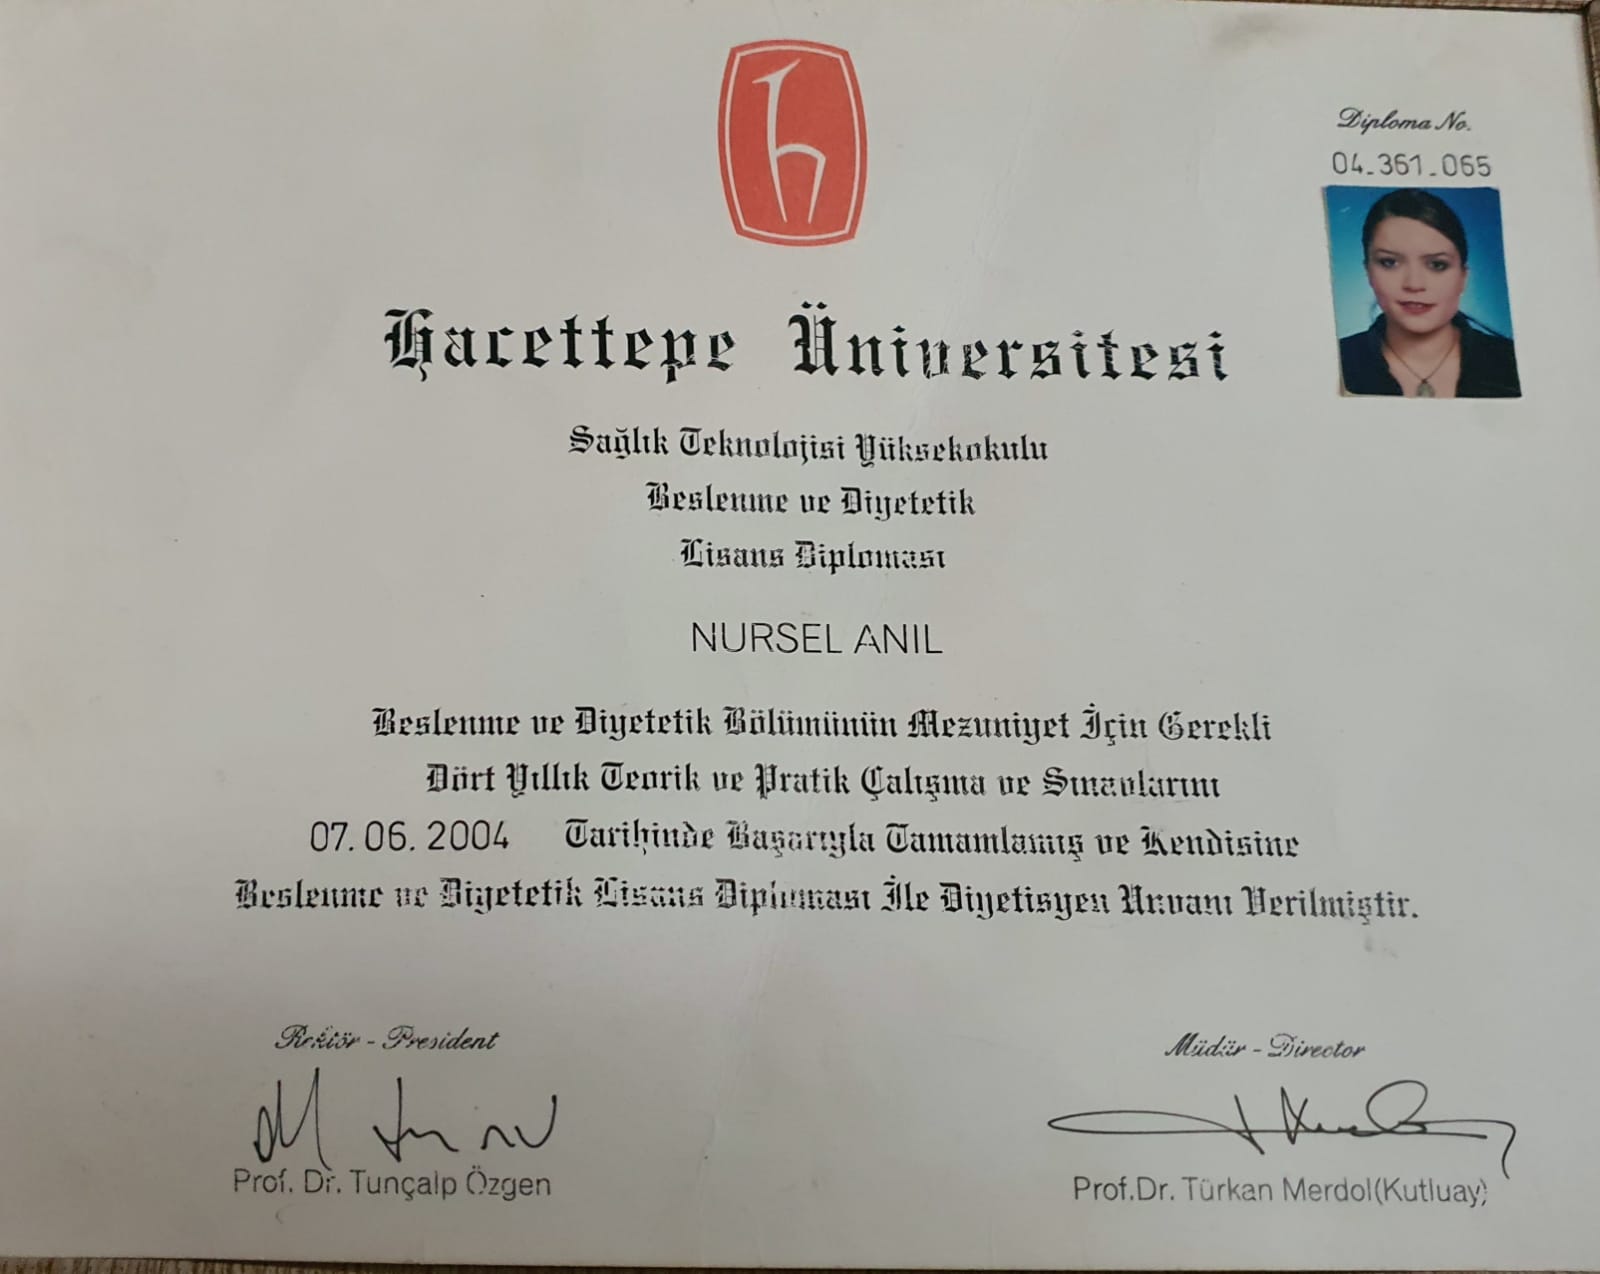 h
Diploma No.
04.361.065
Hacettepe Üniversitesi
Sağlık Teknolojisi Yüksekokulu
Beslenme ve Diyetetik
Lisans Diploması
NURSEL ANIL
Beslenme ve Diyetetik Bölümünün Mezuniyet İçin Gerekli
Dört Yıllık Teorik ve Pratik Çalışma ve Sınavlarını
07.06.2004 Tarihinde Başarıyla Tamamlamış ve Kendisine
Beslenme ve Diyetetik Lisans Diploması İle Diyetisyen Unvanı Verilmiştir.
Rektör - President
Prof. Dr. Tunçalp Özgen
Müdür - Director
Prof.Dr. Türkan Merdol(Kutluay)